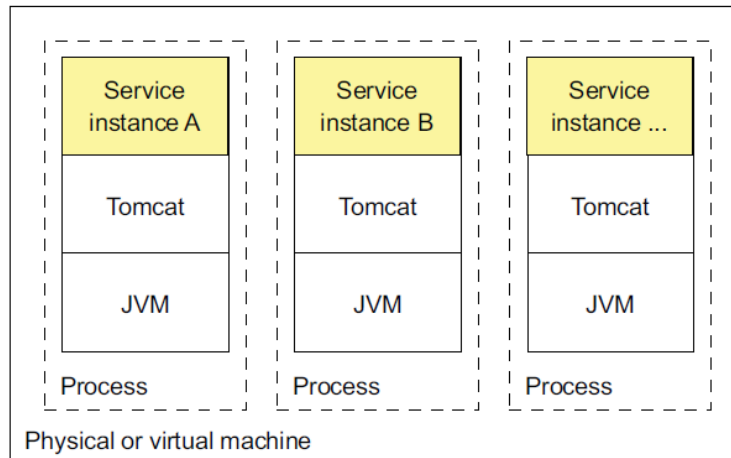 Service
instance A
Tomcat
JVM
Process
Service
instance B
Tomcat
JVM
Process
Service
instance ...
Tomcat
JVM
Process
Physical or virtual machine